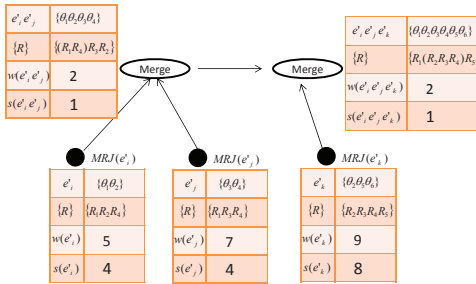 e'ᵢ e'ⱼ {θ₁θ₂θ₃θ₄}
{R} {(R₁R₄)R₃R₂}
w(e'ᵢ e'ⱼ) 2
s(e'ᵢ e'ⱼ) 1
Merge
Merge
e'ᵢ e'ⱼ e'ₖ {θ₁θ₂θ₃θ₄θ₅θ₆}
{R} {R₁(R₂R₃R₄)R₅
w(e'ᵢ e'ⱼ e'ₖ) 2
s(e'ᵢ e'ⱼ e'ₖ) 1
MRJ(e'ᵢ)
e'ᵢ {θ₁θ₂}
{R} {R₁R₂R₄}
w(e'ᵢ) 5
s(e'ᵢ) 4
MRJ(e'ⱼ)
e'ⱼ {θ₃θ₄}
{R} {R₁R₃R₄}
w(e'ⱼ) 7
s(e'ⱼ) 4
MRJ(e'ₖ)
e'ₖ {θ₂θ₅θ₆}
{R} {R₂R₃R₄R₅}
w(e'ₖ) 9
s(e'ₖ) 8